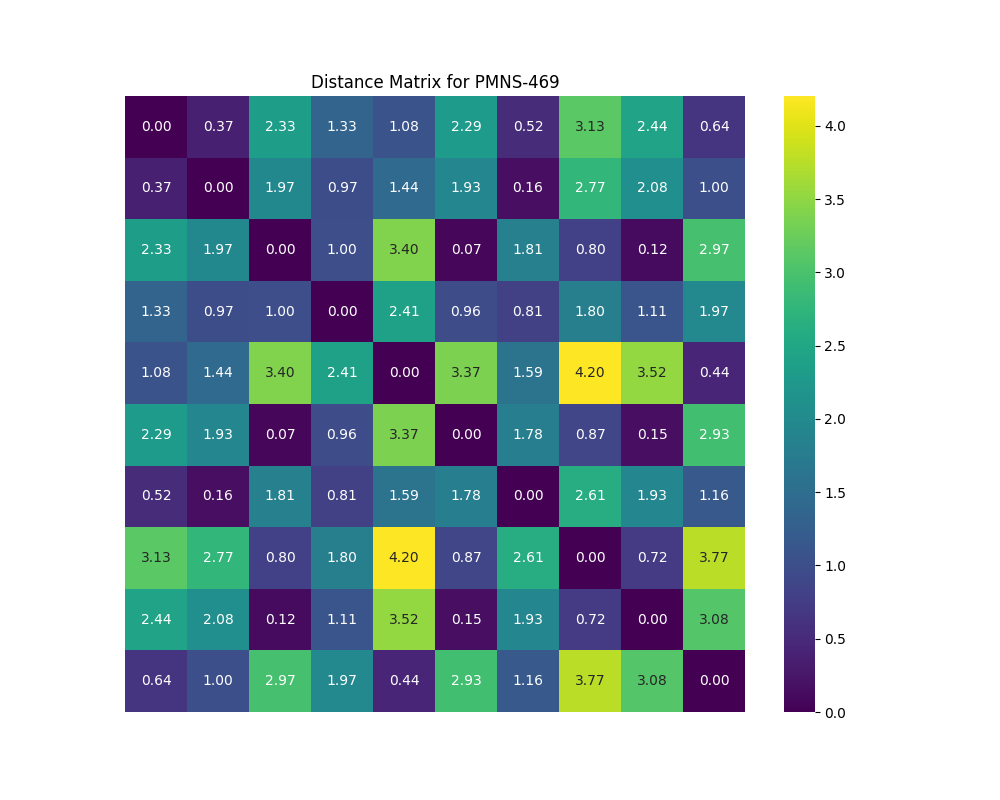 Distance Matrix for PMNS-469
0.00 0.37 2.33 1.33 1.08 2.29 0.52 3.13 2.44 0.64
0.37 0.00 1.97 0.97 1.44 1.93 0.16 2.77 2.08 1.00
2.33 1.97 0.00 1.00 3.40 0.07 1.81 0.80 0.12 2.97
1.33 0.97 1.00 0.00 2.41 0.96 0.81 1.80 1.11 1.97
1.08 1.44 3.40 2.41 0.00 3.37 1.59 4.20 3.52 0.44
2.29 1.93 0.07 0.96 3.37 0.00 1.78 0.87 0.15 2.93
0.52 0.16 1.81 0.81 1.59 1.78 0.00 2.61 1.93 1.16
3.13 2.77 0.80 1.80 4.20 0.87 2.61 0.00 0.72 3.77
2.44 2.08 0.12 1.11 3.52 0.15 1.93 0.72 0.00 3.08
0.64 1.00 2.97 1.97 0.44 2.93 1.16 3.77 3.08 0.00
4.0
3.5
3.0
2.5
2.0
1.5
1.0
0.5
0.0